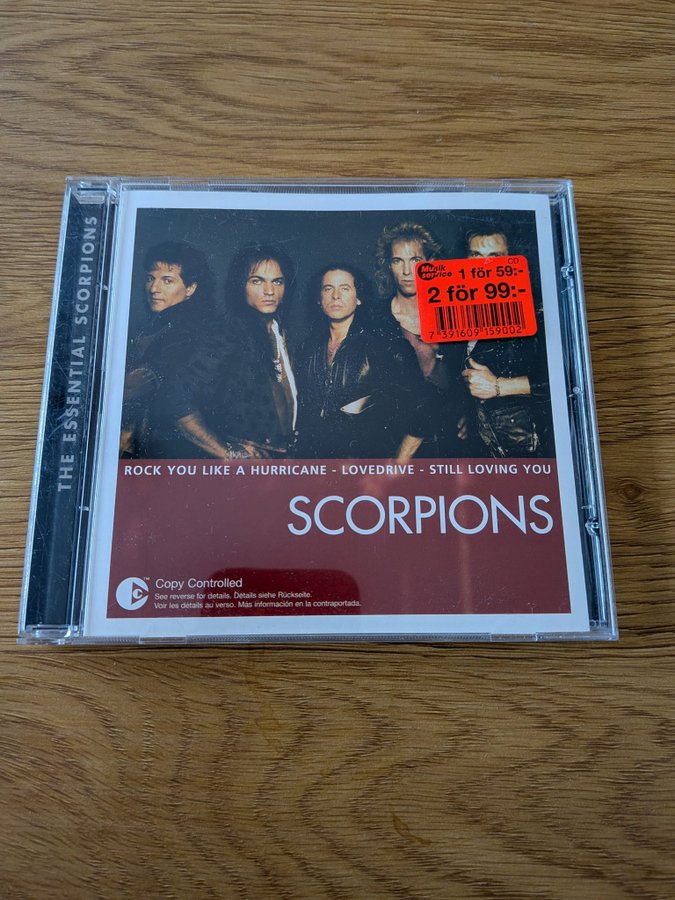 THE ESSENTIAL SCORPIONS
CD
Musik service 1 för 59:-
2 för 99:-
7 391609 159002
ROCK YOU LIKE A HURRICANE - LOVEDRIVE - STILL LOVING YOU
SCORPIONS
TM
Copy Controlled
See reverse for details. Details siehe Rückseite.
Voir les détails au verso. Más información en la contraportada.